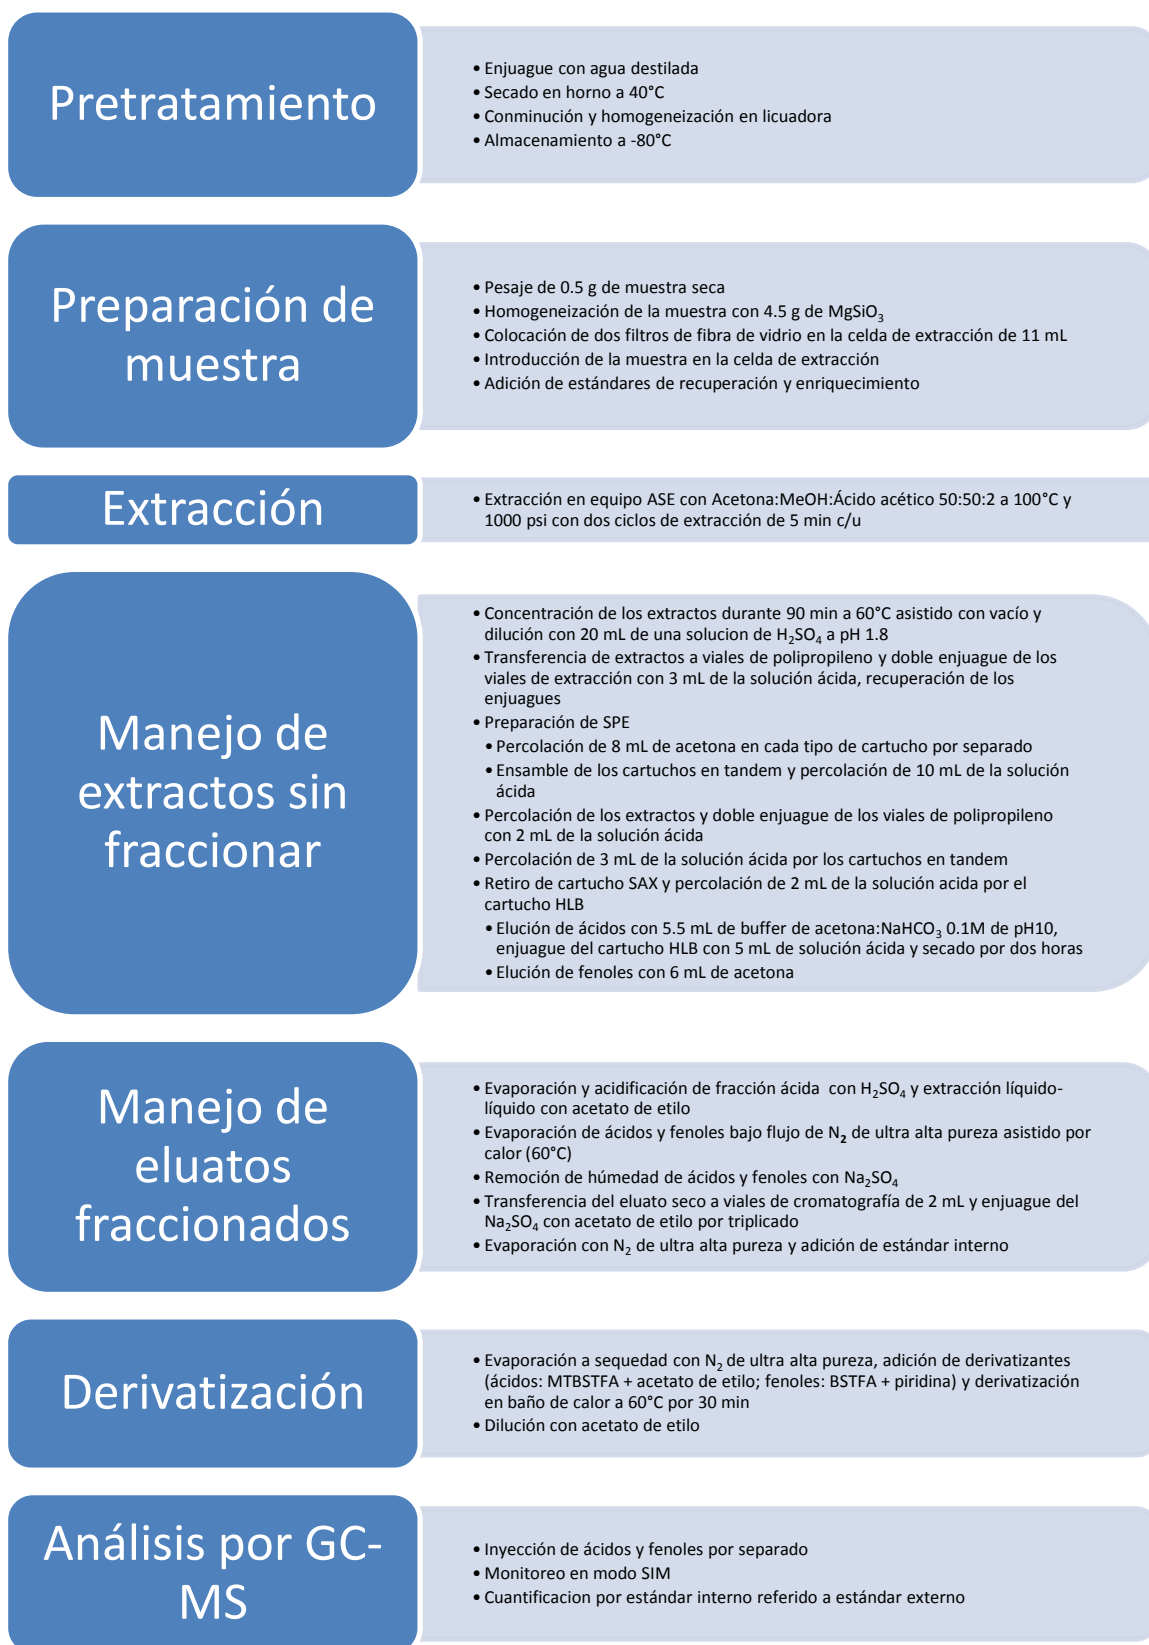 Pretratamiento
• Enjuague con agua destilada
• Secado en horno a 40°C
• Conminución y homogeneización en licuadora
• Almacenamiento a -80°C
Preparación de
muestra
• Pesaje de 0.5 g de muestra seca
• Homogeneización de la muestra con 4.5 g de MgSiO₃
• Colocación de dos filtros de fibra de vidrio en la celda de extracción de 11 mL
• Introducción de la muestra en la celda de extracción
• Adición de estándares de recuperación y enriquecimiento
Extracción
• Extracción en equipo ASE con Acetona:MeOH:Ácido acético 50:50:2 a 100°C y
1000 psi con dos ciclos de extracción de 5 min c/u
Manejo de
extractos sin
fraccionar
• Concentración de los extractos durante 90 min a 60°C asistido con vacío y
dilución con 20 mL de una solucion de H₂SO₄ a pH 1.8
• Transferencia de extractos a viales de polipropileno y doble enjuague de los
viales de extracción con 3 mL de la solución ácida, recuperación de los
enjuagues
• Preparación de SPE
• Percolación de 8 mL de acetona en cada tipo de cartucho por separado
• Ensamble de los cartuchos en tandem y percolación de 10 mL de la solución
ácida
• Percolación de los extractos y doble enjuague de los viales de polipropileno
con 2 mL de la solución ácida
• Percolación de 3 mL de la solución ácida por los cartuchos en tandem
• Retiro de cartucho SAX y percolación de 2 mL de la solución acida por el
cartucho HLB
• Elución de ácidos con 5.5 mL de buffer de acetona:NaHCO₃ 0.1M de pH10,
enjuague del cartucho HLB con 5 mL de solución ácida y secado por dos horas
• Elución de fenoles con 6 mL de acetona
Manejo de
eluatos
fraccionados
• Evaporación y acidificación de fracción ácida con H₂SO₄ y extracción líquido-
líquido con acetato de etilo
• Evaporación de ácidos y fenoles bajo flujo de N₂ de ultra alta pureza asistido por
calor (60°C)
• Remoción de húmedad de ácidos y fenoles con Na₂SO₄
• Transferencia del eluato seco a viales de cromatografía de 2 mL y enjuague del
Na₂SO₄ con acetato de etilo por triplicado
• Evaporación con N₂ de ultra alta pureza y adición de estándar interno
Derivatización
• Evaporación a sequedad con N₂ de ultra alta pureza, adición de derivatizantes
(ácidos: MTBSTFA + acetato de etilo; fenoles: BSTFA + piridina) y derivatización
en baño de calor a 60°C por 30 min
• Dilución con acetato de etilo
Análisis por GC-
MS
• Inyección de ácidos y fenoles por separado
• Monitoreo en modo SIM
• Cuantificacion por estándar interno referido a estándar externo